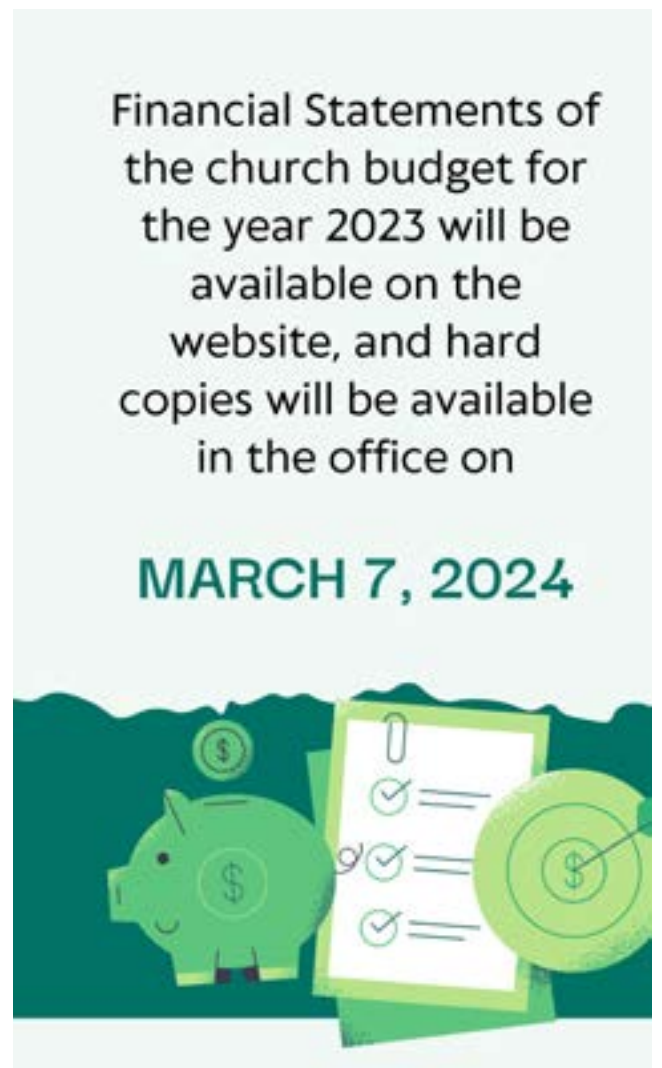 Financial Statements of
the church budget for
the year 2023 will be
available on the
website, and hard
copies will be available
in the office on
MARCH 7, 2024
$
$
$